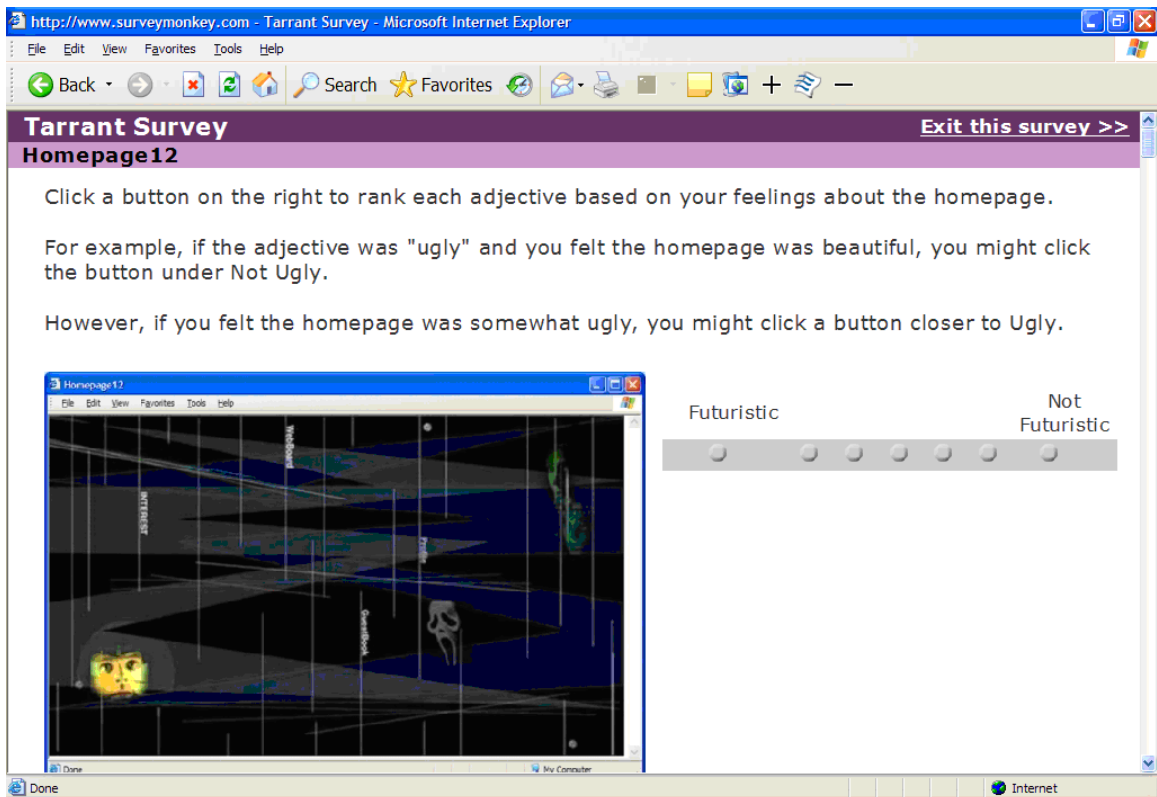 http://www.surveymonkey.com - Tarrant Survey - Microsoft Internet Explorer
File Edit View Favorites Tools Help
Back Search Favorites
Tarrant Survey Exit this survey >>
Homepage12
Click a button on the right to rank each adjective based on your feelings about the homepage.
For example, if the adjective was "ugly" and you felt the homepage was beautiful, you might click
the button under Not Ugly.
However, if you felt the homepage was somewhat ugly, you might click a button closer to Ugly.
Homepage12
File Edit View Favorites Tools Help
WebBoard
INTEREST
Profile
GuestBook
Done My Computer
Futuristic
Not
Futuristic
Done Internet